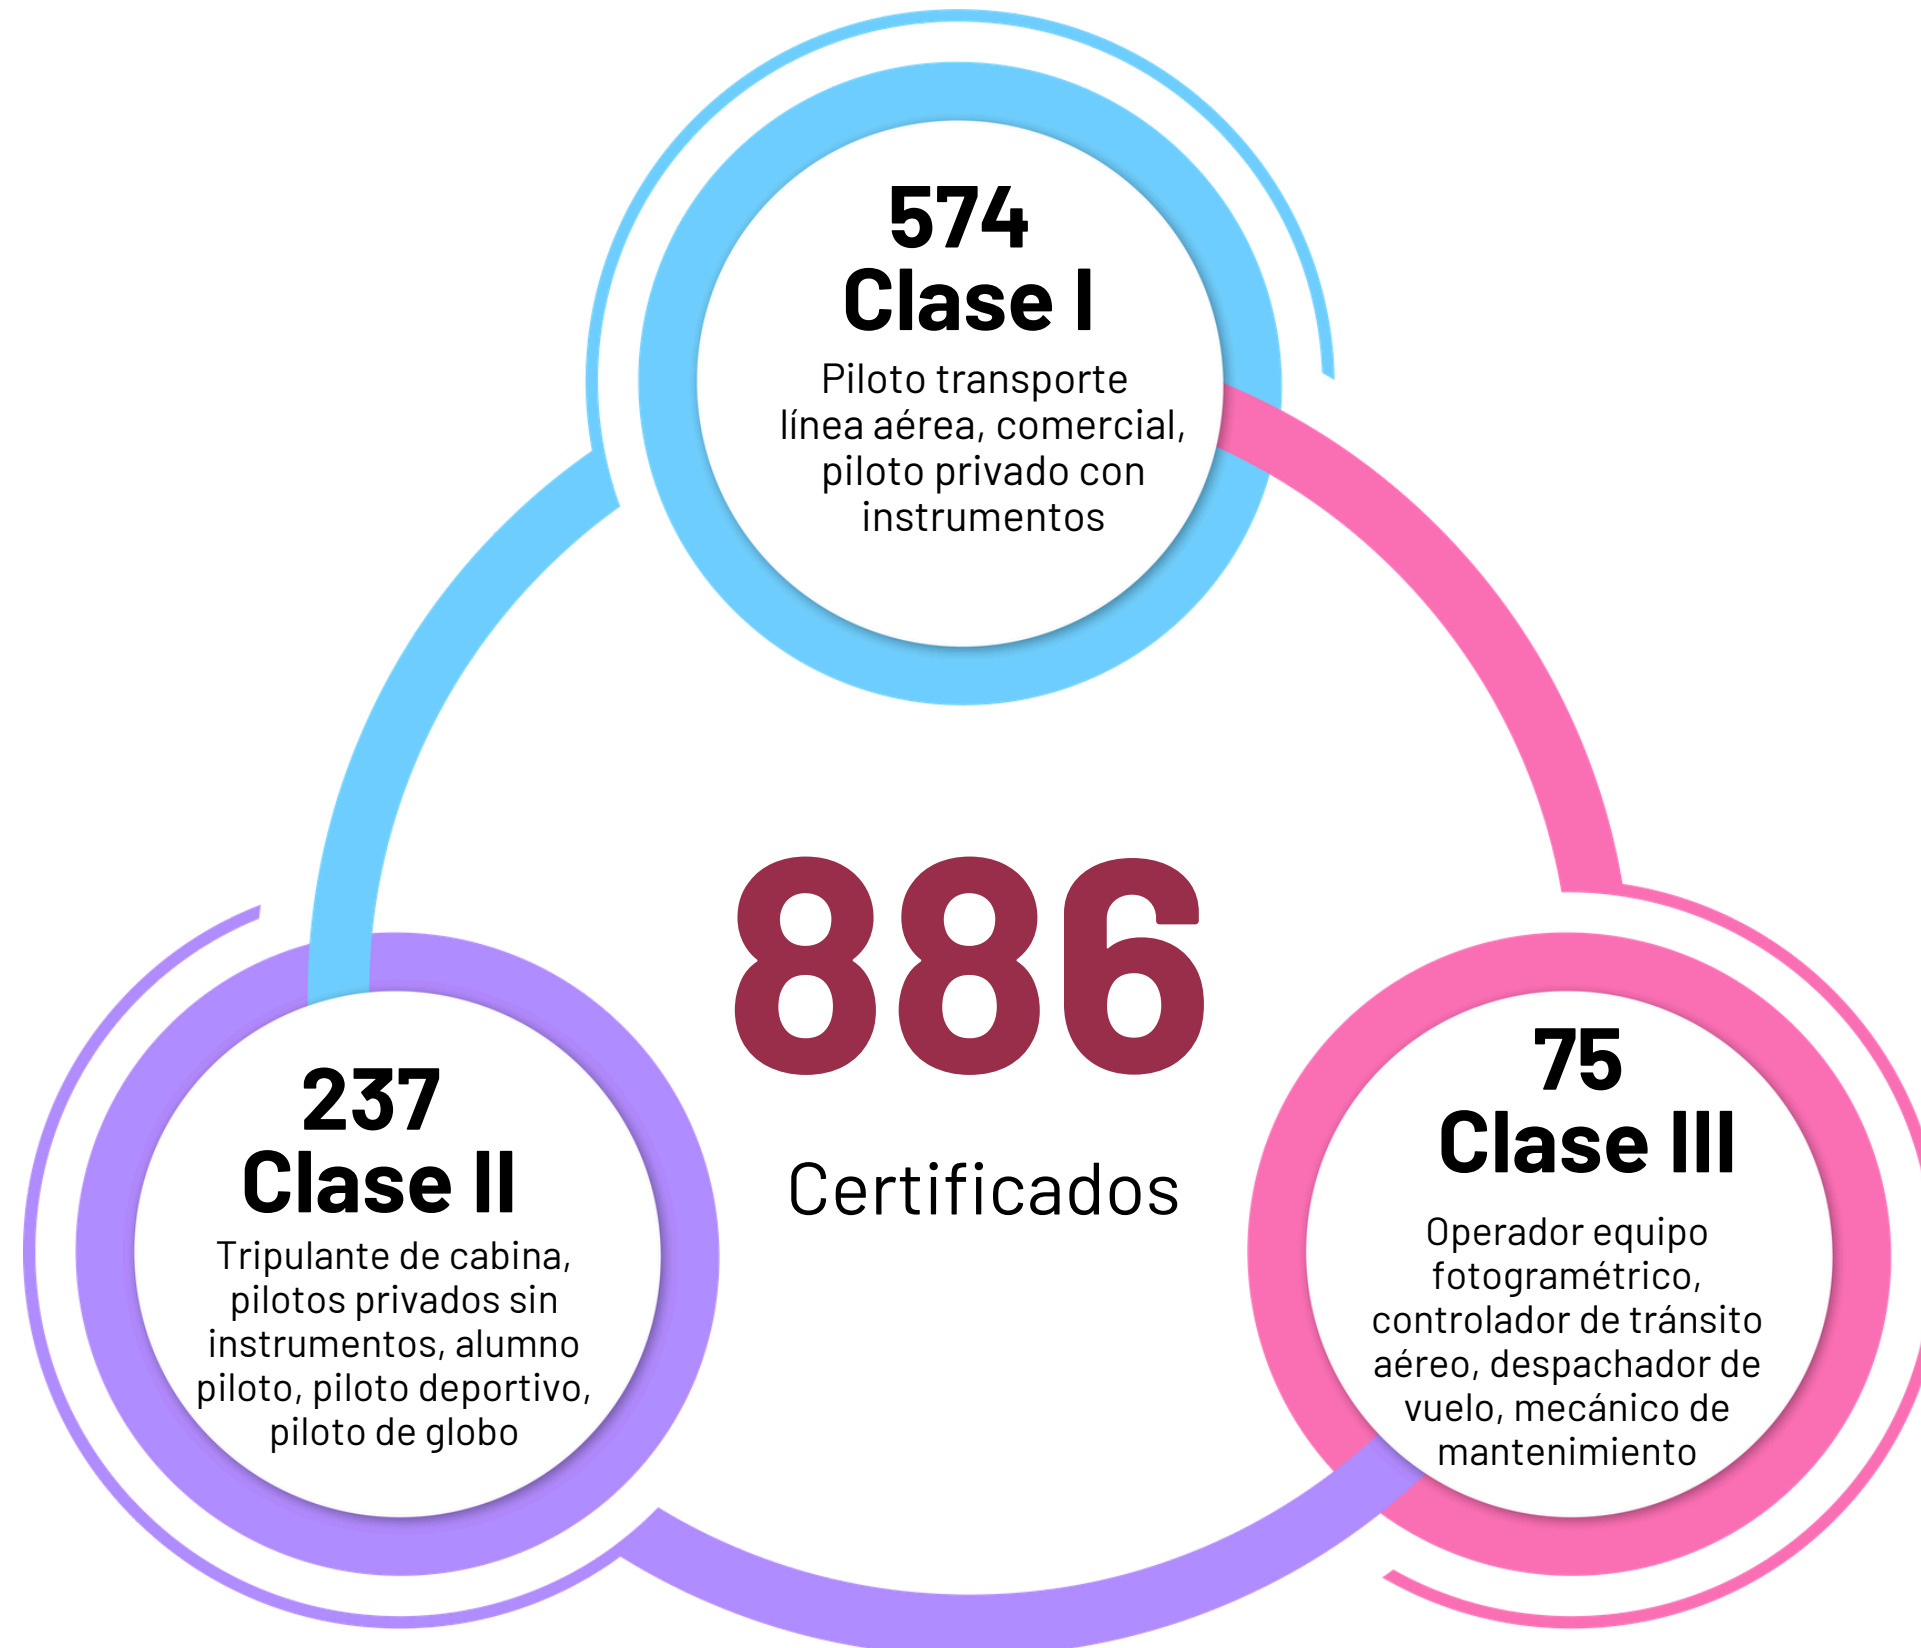 574
Clase I
Piloto transporte
línea aérea, comercial,
piloto privado con
instrumentos
886
Certificados
237
Clase II
Tripulante de cabina,
pilotos privados sin
instrumentos, alumno
piloto, piloto deportivo,
piloto de globo
75
Clase III
Operador equipo
fotogramétrico,
controlador de tránsito
aéreo, despachador de
vuelo, mecánico de
mantenimiento